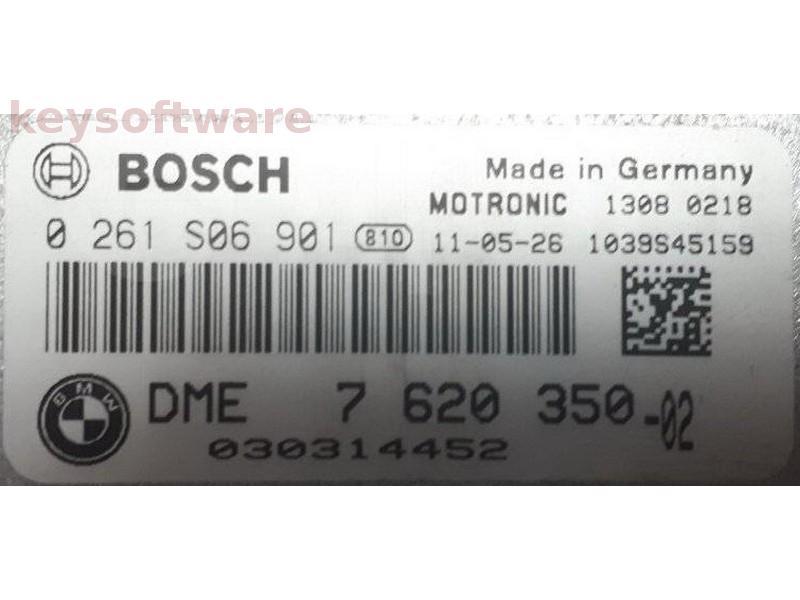 keysoftware
BOSCH Made in Germany
MOTRONIC 1308 0218
0 261 S06 901 810 11-05-26 1039S45159
BMW DME 7 620 350-02
030314452